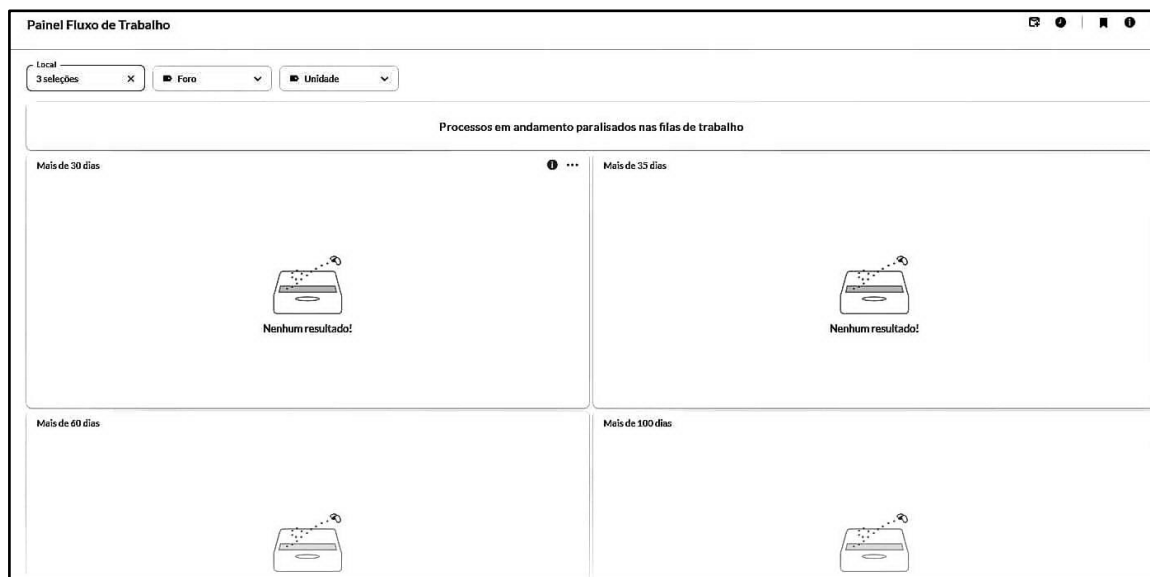 Painel Fluxo de Trabalho
Local
3 seleções
Foro
Unidade
Processos em andamento paralisados nas filas de trabalho
Mais de 30 dias
Mais de 35 dias
Nenhum resultado!
Nenhum resultado!
Mais de 60 dias
Mais de 100 dias